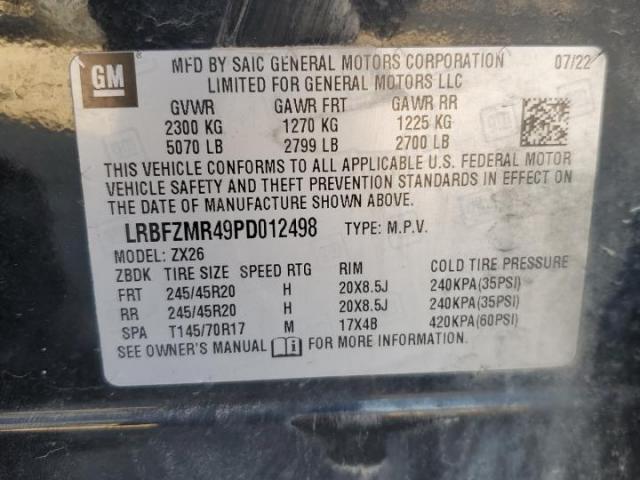 GM
MFD BY SAIC GENERAL MOTORS CORPORATION 07/22
LIMITED FOR GENERAL MOTORS LLC
GVWR GAWR FRT GAWR RR
2300 KG 1270 KG 1225 KG
5070 LB 2799 LB 2700 LB
THIS VEHICLE CONFORMS TO ALL APPLICABLE U.S. FEDERAL MOTOR
VEHICLE SAFETY AND THEFT PREVENTION STANDARDS IN EFFECT ON
THE DATE OF MANUFACTURE SHOWN ABOVE.
LRBFZMR49PD012498 TYPE: M.P.V.
MODEL: ZX26
ZBDK TIRE SIZE SPEED RTG RIM COLD TIRE PRESSURE
FRT 245/45R20 H 20X8.5J 240KPA(35PSI)
RR 245/45R20 H 20X8.5J 240KPA(35PSI)
SPA T145/70R17 M 17X4B 420KPA(60PSI)
SEE OWNER'S MANUAL FOR MORE INFORMATION